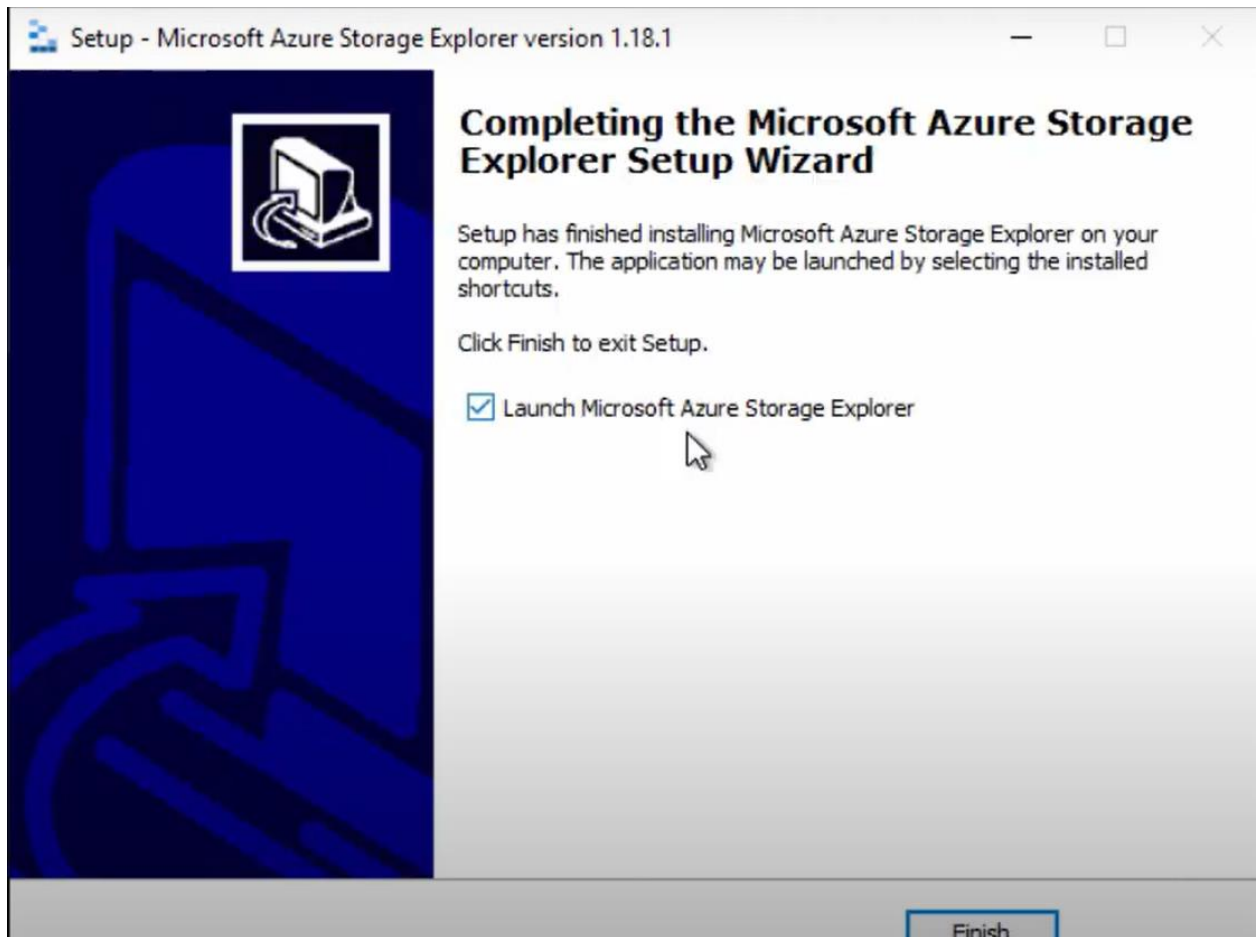 Setup - Microsoft Azure Storage Explorer version 1.18.1
Completing the Microsoft Azure Storage
Explorer Setup Wizard
Setup has finished installing Microsoft Azure Storage Explorer on your
computer. The application may be launched by selecting the installed
shortcuts.
Click Finish to exit Setup.
Launch Microsoft Azure Storage Explorer
Finish